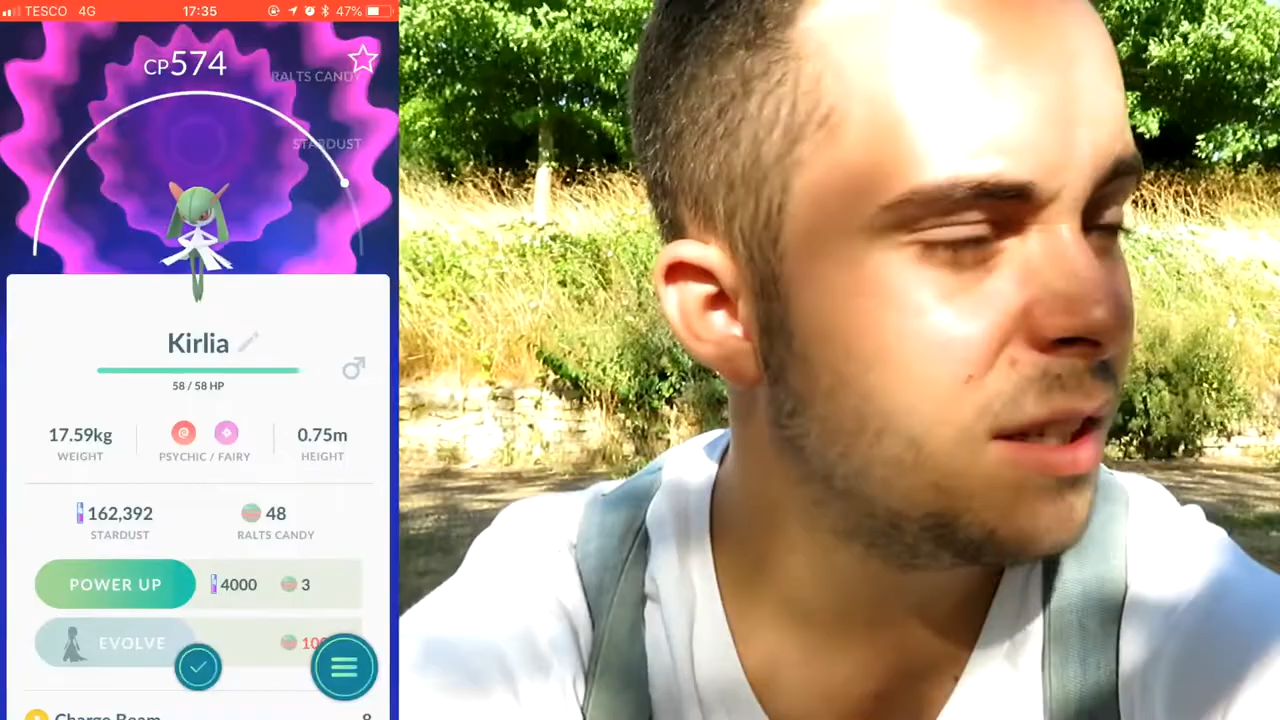 TESCO 4G 17:35 47%
CP574
RALTS CANDY
STARDUST
Kirlia
58 / 58 HP
17.59kg
WEIGHT
PSYCHIC / FAIRY
0.75m
HEIGHT
162,392
STARDUST
48
RALTS CANDY
POWER UP 4000 3
EVOLVE
Charge Beam 8